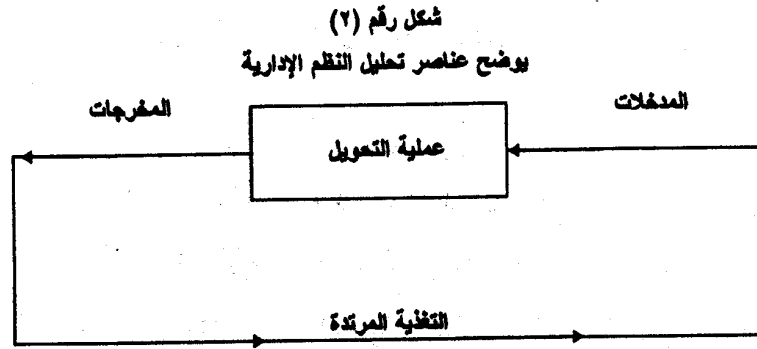 شكل رقم (٢)
يوضح عناصر تحليل النظم الإدارية
المدخلات
المخرجات
عملية التحويل
التغذية المرتدة